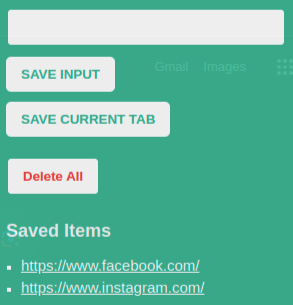 Gmail Images
SAVE INPUT
SAVE CURRENT TAB
Delete All
Saved Items
https://www.facebook.com/
https://www.instagram.com/